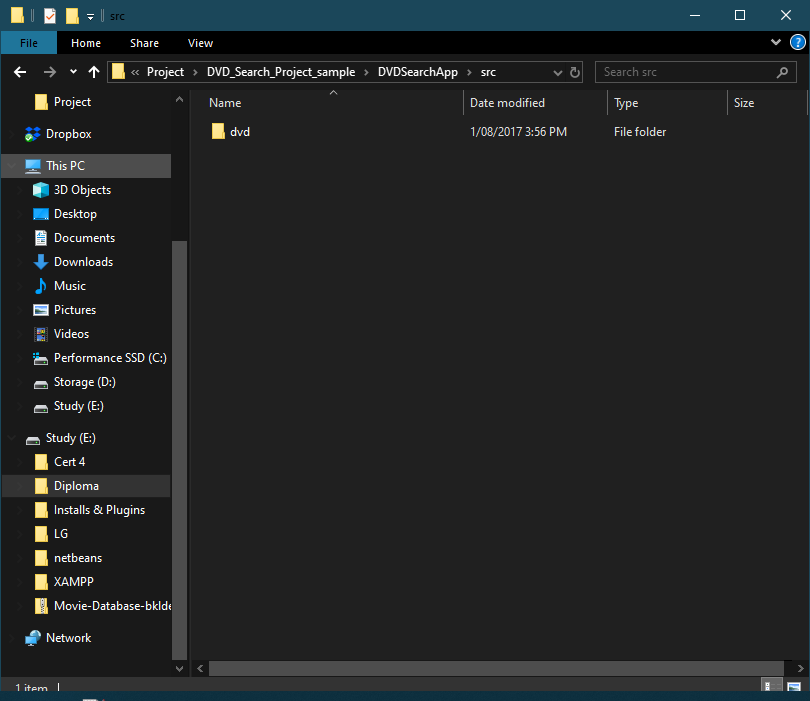 src
File Home Share View
« Project > DVD_Search_Project_sample > DVDSearchApp > src
Search src
Name Date modified Type Size
dvd 1/08/2017 3:56 PM File folder
Project
Dropbox
This PC
3D Objects
Desktop
Documents
Downloads
Music
Pictures
Videos
Performance SSD (C:)
Storage (D:)
Study (E:)
Study (E:)
Cert 4
Diploma
Installs & Plugins
LG
netbeans
XAMPP
Movie-Database-bklde
Network
1 item